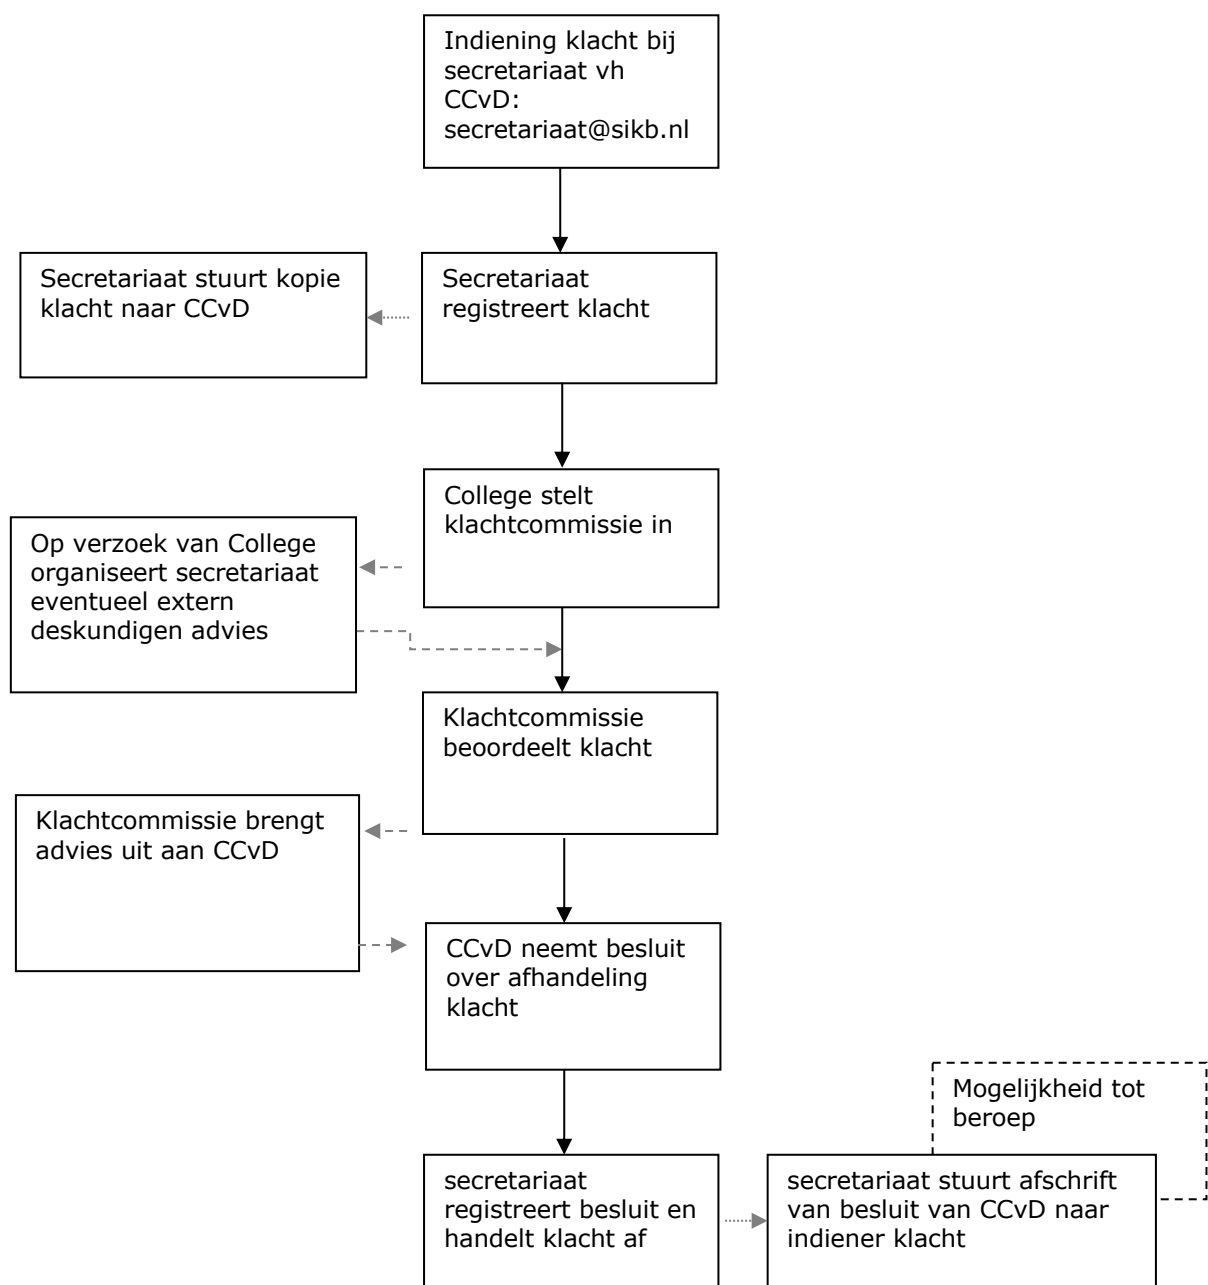 Indiening klacht bij
secretariaat vh
CCvD:
secretariaat@sikb.nl
Secretariaat stuurt kopie
klacht naar CCvD
Secretariaat
registreert klacht
College stelt
klachtcommissie in
Op verzoek van College
organiseert secretariaat
eventueel extern
deskundigen advies
Klachtcommissie
beoordeelt klacht
Klachtcommissie brengt
advies uit aan CCvD
CCvD neemt besluit
over afhandeling
klacht
Mogelijkheid tot
beroep
secretariaat
registreert besluit en
handelt klacht af
secretariaat stuurt afschrift
van besluit van CCvD naar
indiener klacht